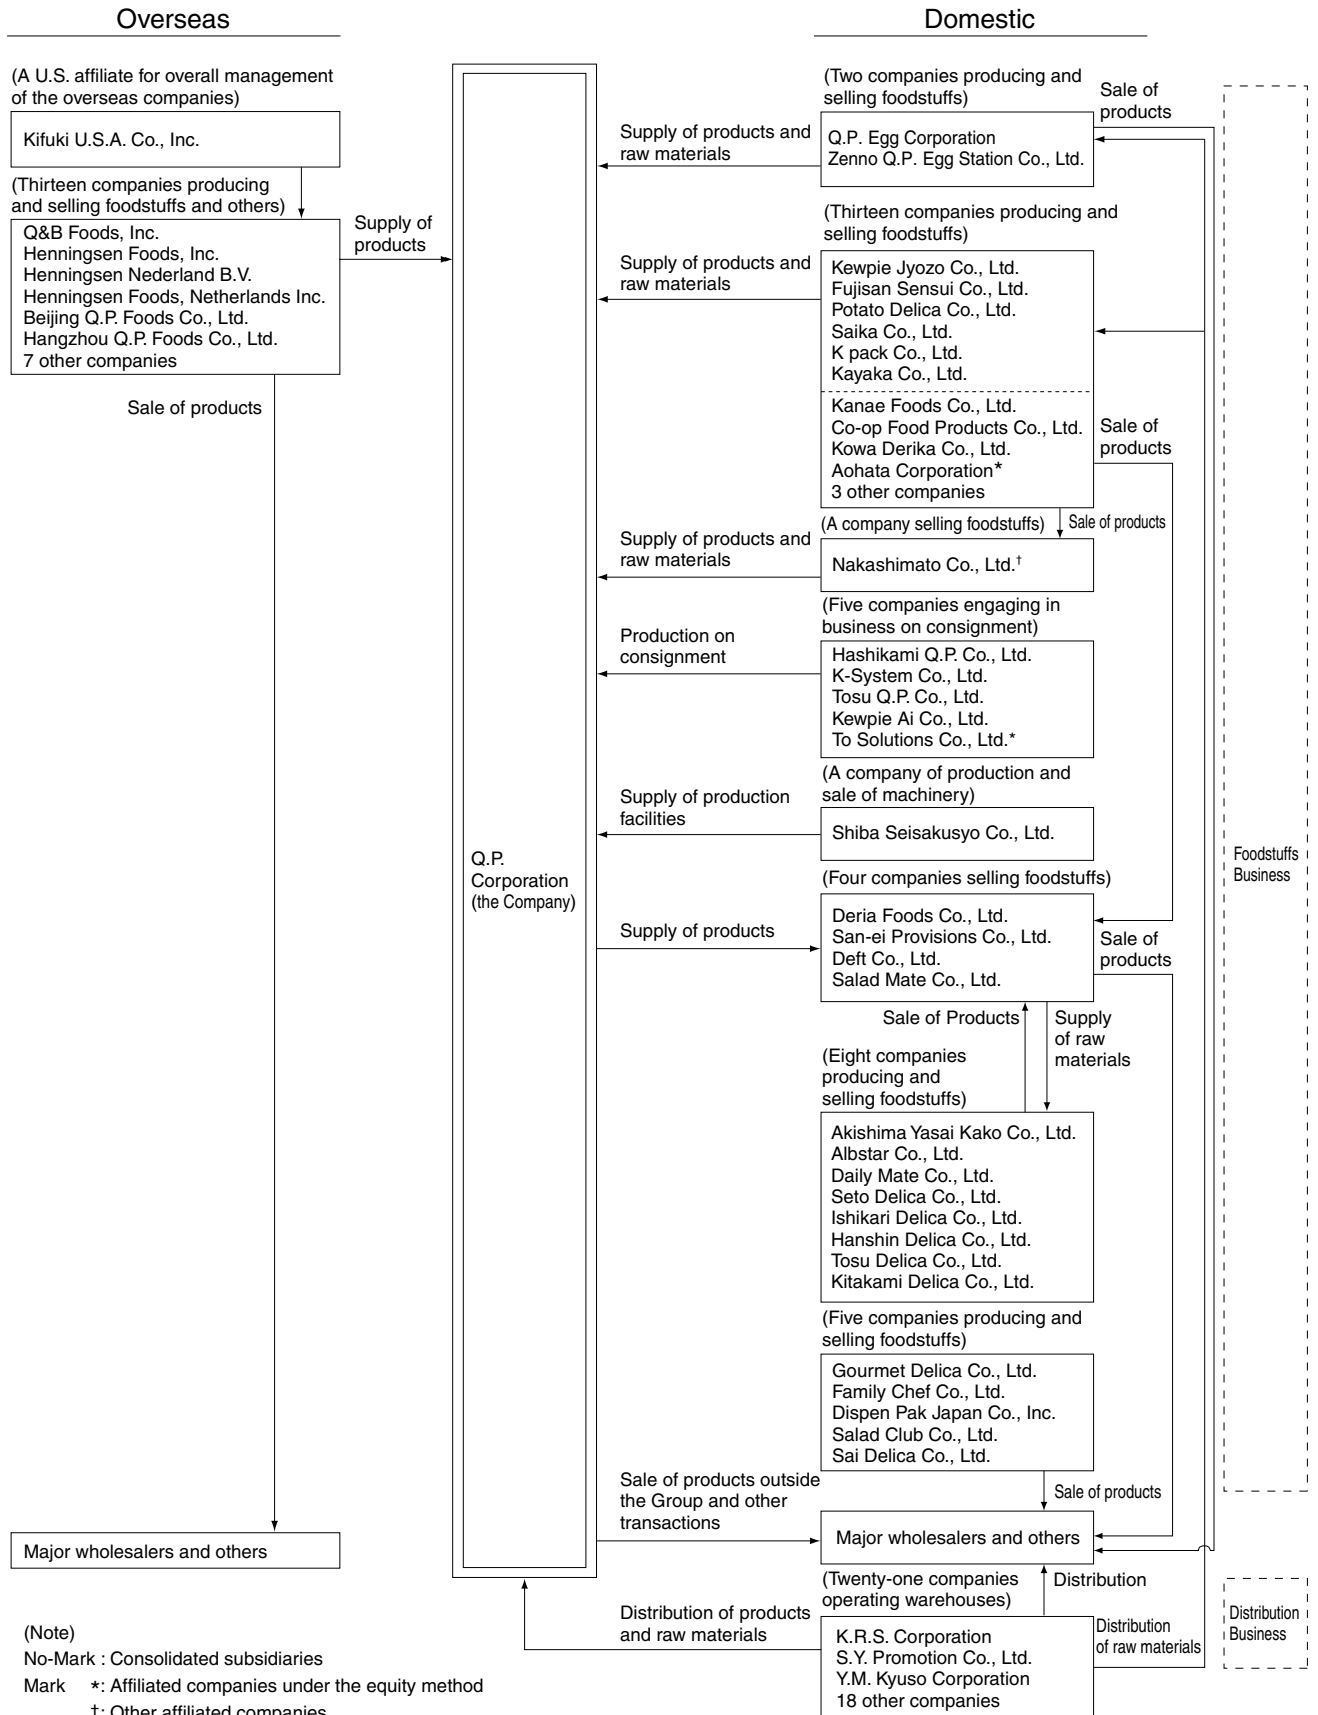 Overseas
(A U.S. affiliate for overall management
of the overseas companies)
Kifuki U.S.A. Co., Inc.
(Thirteen companies producing
and selling foodstuffs and others)
Q&B Foods, Inc.
Henningsen Foods, Inc.
Henningsen Nederland B.V.
Henningsen Foods, Netherlands Inc.
Beijing Q.P. Foods Co., Ltd.
Hangzhou Q.P. Foods Co., Ltd.
7 other companies
Supply of
products
Sale of products
Major wholesalers and others
Q.P.
Corporation
(the Company)
Domestic
(Two companies producing and
selling foodstuffs)
Sale of
products
Supply of products and
raw materials
Q.P. Egg Corporation
Zenno Q.P. Egg Station Co., Ltd.
(Thirteen companies producing and
selling foodstuffs)
Supply of products and
raw materials
Kewpie Jyozo Co., Ltd.
Fujisan Sensui Co., Ltd.
Potato Delica Co., Ltd.
Saika Co., Ltd.
K pack Co., Ltd.
Kayaka Co., Ltd.
Kanae Foods Co., Ltd.
Co-op Food Products Co., Ltd.
Kowa Derika Co., Ltd.
Aohata Corporation*
3 other companies
Sale of
products
(A company selling foodstuffs)
Sale of products
Supply of products and
raw materials
Nakashimato Co., Ltd.†
(Five companies engaging in
business on consignment)
Production on
consignment
Hashikami Q.P. Co., Ltd.
K-System Co., Ltd.
Tosu Q.P. Co., Ltd.
Kewpie Ai Co., Ltd.
To Solutions Co., Ltd.*
(A company of production and
sale of machinery)
Supply of production
facilities
Shiba Seisakusyo Co., Ltd.
(Four companies selling foodstuffs)
Supply of products
Deria Foods Co., Ltd.
San-ei Provisions Co., Ltd.
Deft Co., Ltd.
Salad Mate Co., Ltd.
Sale of
products
Sale of Products
Supply
of raw
materials
(Eight companies
producing and
selling foodstuffs)
Akishima Yasai Kako Co., Ltd.
Albstar Co., Ltd.
Daily Mate Co., Ltd.
Seto Delica Co., Ltd.
Ishikari Delica Co., Ltd.
Hanshin Delica Co., Ltd.
Tosu Delica Co., Ltd.
Kitakami Delica Co., Ltd.
(Five companies producing and
selling foodstuffs)
Gourmet Delica Co., Ltd.
Family Chef Co., Ltd.
Dispen Pak Japan Co., Inc.
Salad Club Co., Ltd.
Sai Delica Co., Ltd.
Sale of products
Sale of products outside
the Group and other
transactions
Major wholesalers and others
(Twenty-one companies
operating warehouses)
Distribution
Distribution of products
and raw materials
K.R.S. Corporation
S.Y. Promotion Co., Ltd.
Y.M. Kyuso Corporation
18 other companies
Distribution
of raw materials
Foodstuffs
Business
Distribution
Business
(Note)
No-Mark : Consolidated subsidiaries
Mark *: Affiliated companies under the equity method
†: Other affiliated companies